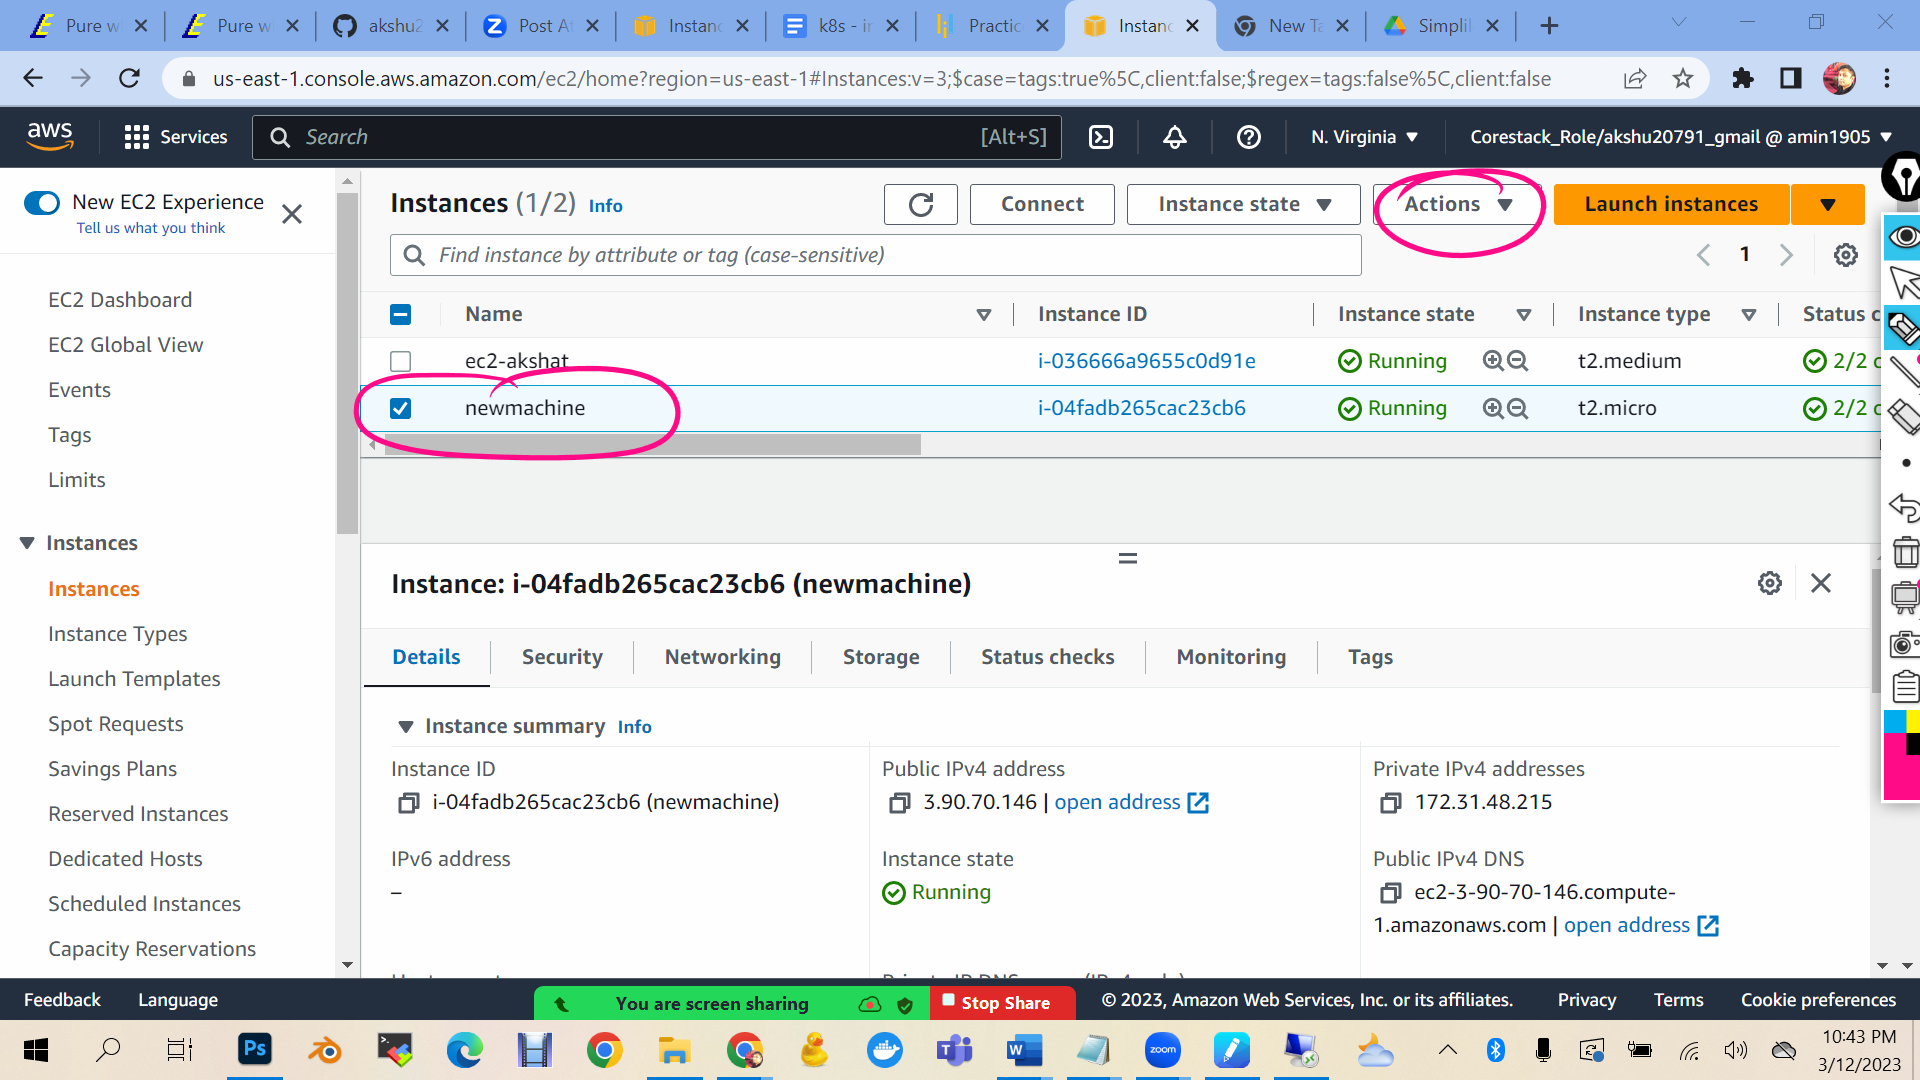 Pure w
Pure w
akshu2
Post At
Instanc
k8s - in
Practic
Instanc
New Ta
Simplil
us-east-1.console.aws.amazon.com/ec2/home?region=us-east-1#Instances:v=3;$case=tags:true%5C,client:false;$regex=tags:false%5C,client:false
aws
Services
Search
[Alt+S]
N. Virginia
Corestack_Role/akshu20791_gmail @ amin1905
New EC2 Experience
Tell us what you think
EC2 Dashboard
EC2 Global View
Events
Tags
Limits
Instances
Instances
Instance Types
Launch Templates
Spot Requests
Savings Plans
Reserved Instances
Dedicated Hosts
Scheduled Instances
Capacity Reservations
Instances (1/2) Info
Connect
Instance state
Actions
Launch instances
Find instance by attribute or tag (case-sensitive)
1
Name Instance ID Instance state Instance type Status c
ec2-akshat i-036666a9655c0d91e Running t2.medium 2/2 c
newmachine i-04fadb265cac23cb6 Running t2.micro 2/2 c
Instance: i-04fadb265cac23cb6 (newmachine)
Details Security Networking Storage Status checks Monitoring Tags
Instance summary Info
Instance ID
i-04fadb265cac23cb6 (newmachine)
Public IPv4 address
3.90.70.146 | open address
Private IPv4 addresses
172.31.48.215
IPv6 address
–
Instance state
Running
Public IPv4 DNS
ec2-3-90-70-146.compute-
1.amazonaws.com | open address
Feedback Language
You are screen sharing
Stop Share
© 2023, Amazon Web Services, Inc. or its affiliates.
Privacy Terms Cookie preferences
Ps
T
W
zoom
10:43 PM
3/12/2023